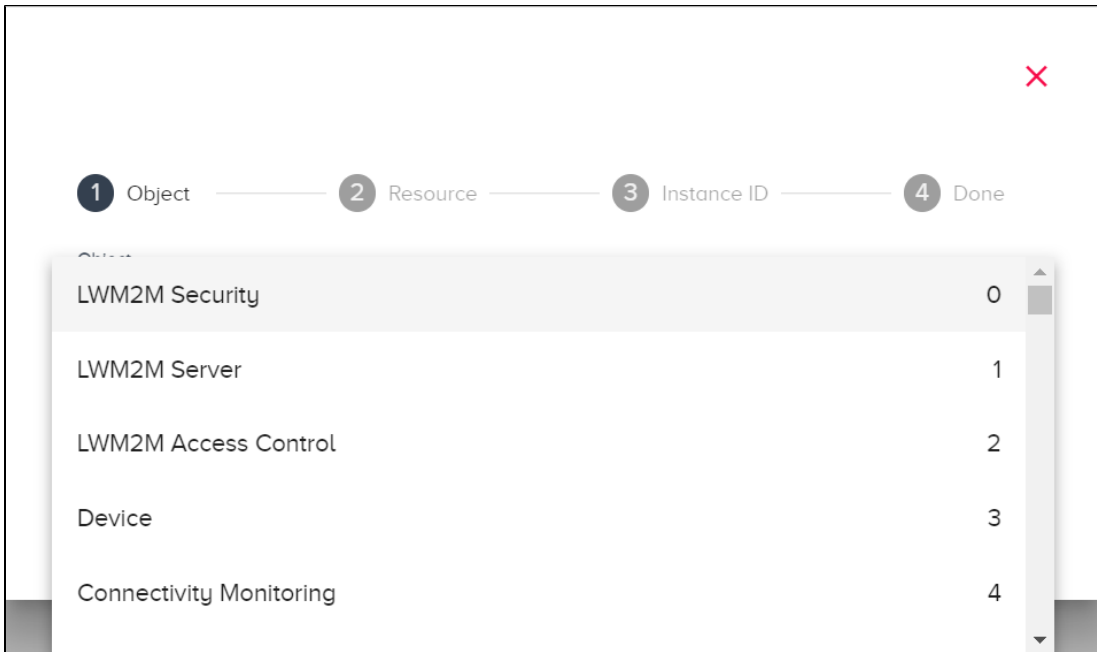 1 Object 2 Resource 3 Instance ID 4 Done
Object
LWM2M Security 0
LWM2M Server 1
LWM2M Access Control 2
Device 3
Connectivity Monitoring 4